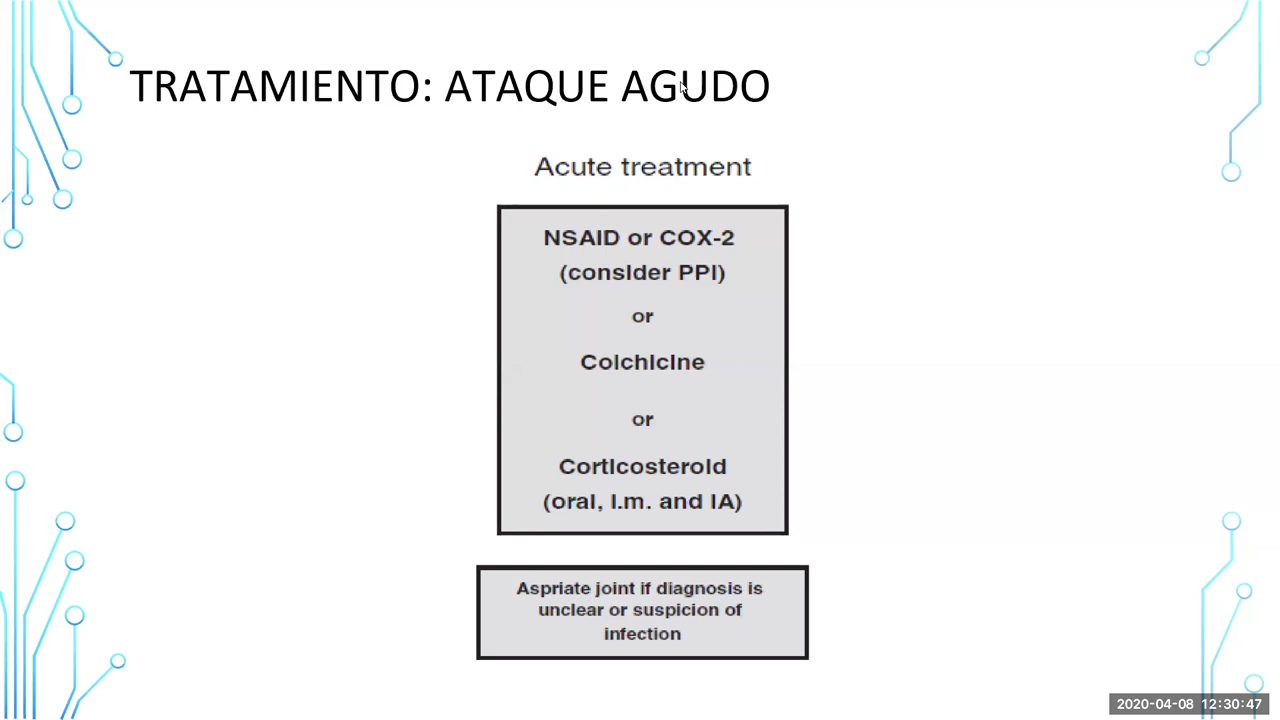 TRATAMIENTO: ATAQUE AGUDO
Acute treatment
NSAID or COX-2
(consider PPI)
or
Colchicine
or
Corticosteroid
(oral, I.m. and IA)
Aspriate joint if diagnosis is
unclear or suspicion of
infection
2020-04-08 12:30:47